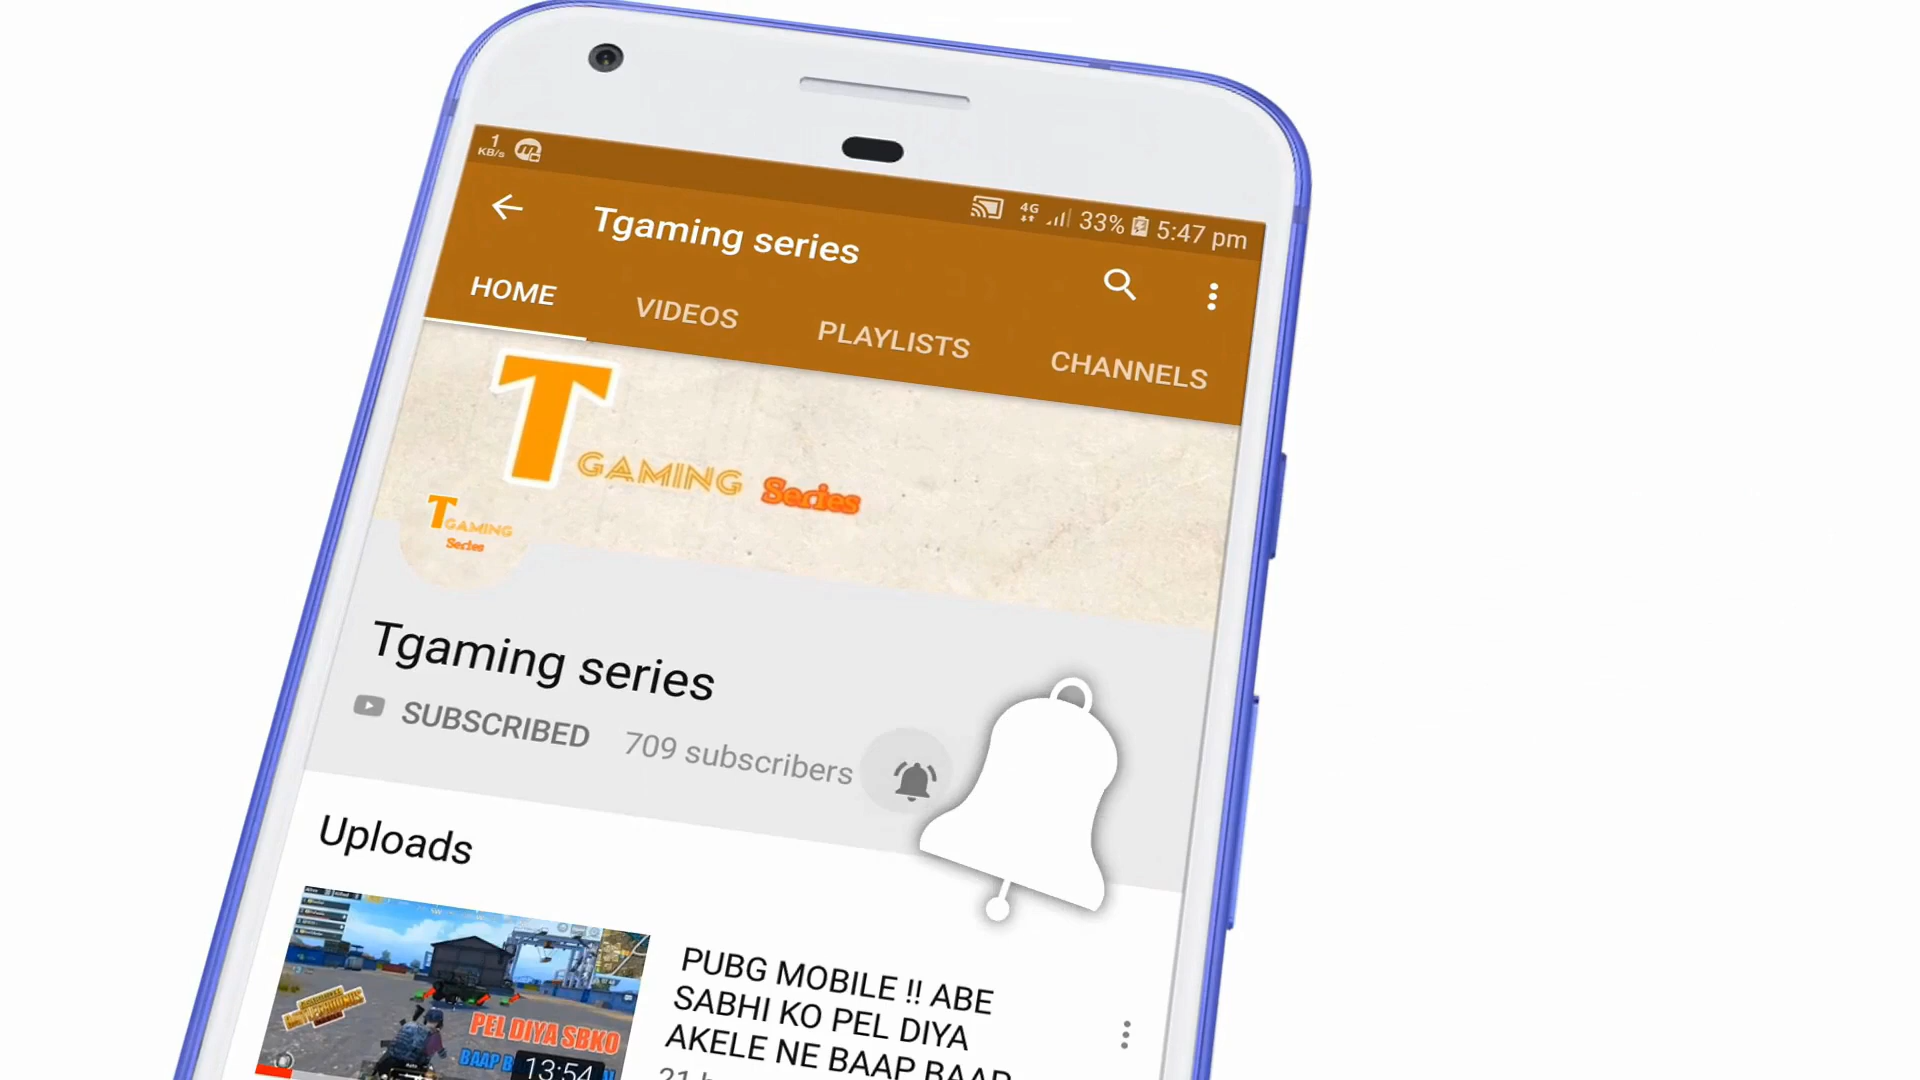 1
KB/s
4G
33%
5:47 pm
Tgaming series
HOME
VIDEOS
PLAYLISTS
CHANNELS
T GAMING Series
T GAMING
Series
Tgaming series
SUBSCRIBED
709 subscribers
Uploads
PEL DIYA SBKO
BAAP
13:54
PUBG MOBILE !! ABE
SABHI KO PEL DIYA
AKELE NE BAAP BAAP
21